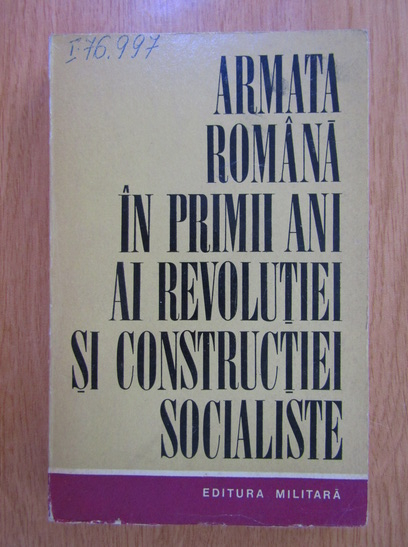 I 76.997
ARMATA
ROMÂNĂ
ÎN PRIMII ANI
AI REVOLUȚIEI
ȘI CONSTRUCȚIEI
SOCIALISTE
EDITURA MILITARĂ